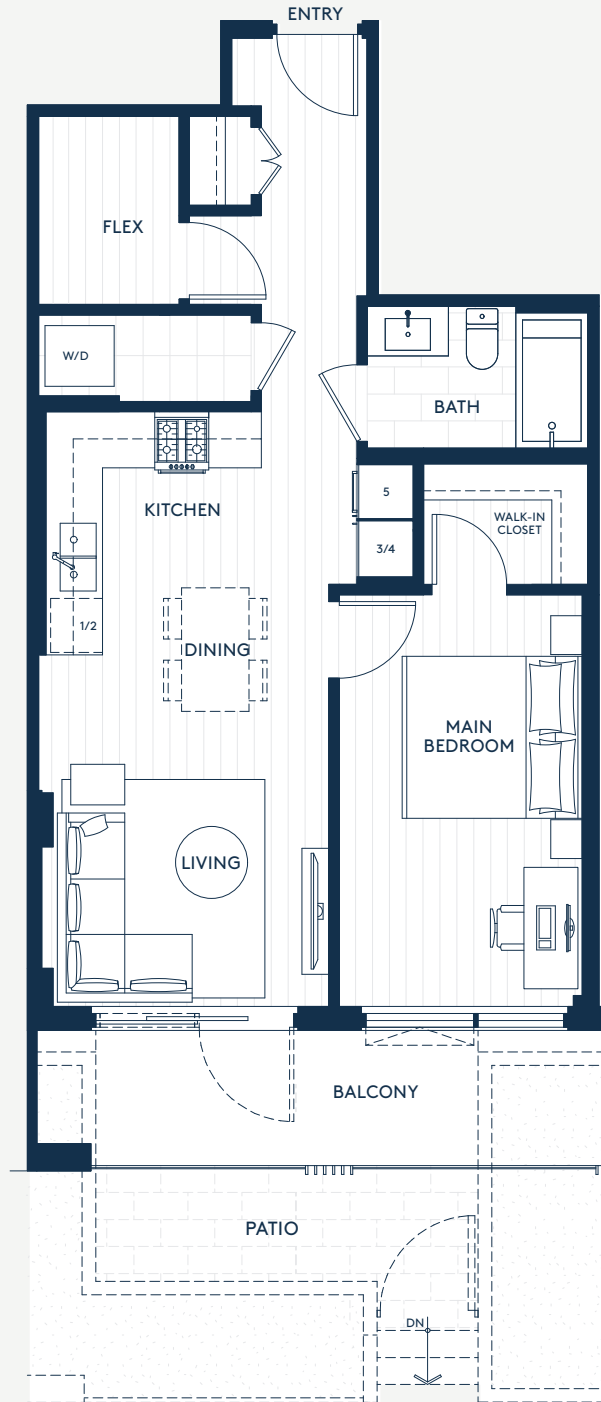 ENTRY
FLEX
W/D
BATH
KITCHEN
5
WALK-IN
CLOSET
3/4
1/2
DINING
MAIN
BEDROOM
LIVING
BALCONY
PATIO
DN